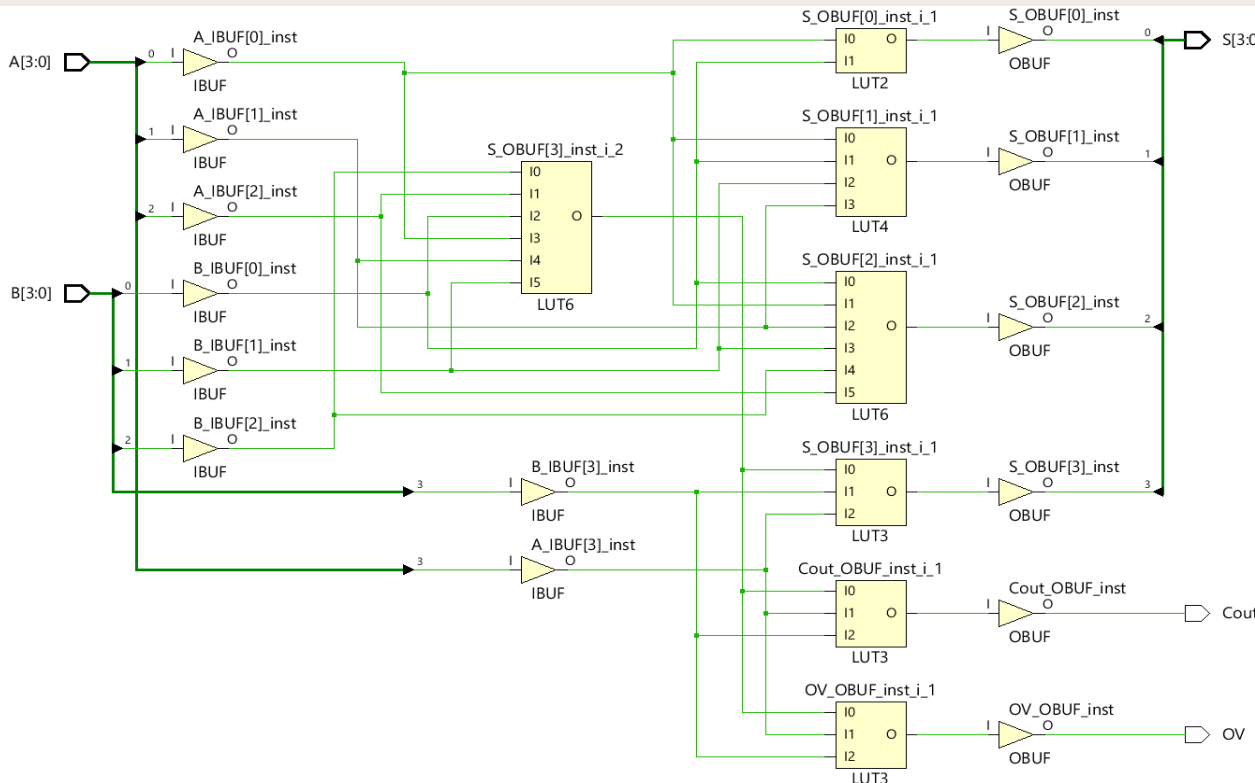 A[3:0]
0
I
A_IBUF[0]_inst
O
IBUF
1
I
A_IBUF[1]_inst
O
IBUF
2
I
A_IBUF[2]_inst
O
IBUF
B[3:0]
0
I
B_IBUF[0]_inst
O
IBUF
1
I
B_IBUF[1]_inst
O
IBUF
2
I
B_IBUF[2]_inst
O
IBUF
S_OBUF[3]_inst_i_2
I0
I1
I2
I3
I4
I5
O
LUT6
3
I
B_IBUF[3]_inst
O
IBUF
3
I
A_IBUF[3]_inst
O
IBUF
S_OBUF[0]_inst_i_1
I0
I1
O
LUT2
S_OBUF[1]_inst_i_1
I0
I1
I2
I3
O
LUT4
S_OBUF[2]_inst_i_1
I0
I1
I2
I3
I4
I5
O
LUT6
S_OBUF[3]_inst_i_1
I0
I1
I2
O
LUT3
Cout_OBUF_inst_i_1
I0
I1
I2
O
LUT3
OV_OBUF_inst_i_1
I0
I1
I2
O
LUT3
S_OBUF[0]_inst
I
O
OBUF
0
S[3:0
S_OBUF[1]_inst
I
O
OBUF
1
S_OBUF[2]_inst
I
O
OBUF
2
S_OBUF[3]_inst
I
O
OBUF
3
Cout_OBUF_inst
I
O
OBUF
Cout
OV_OBUF_inst
I
O
OBUF
OV